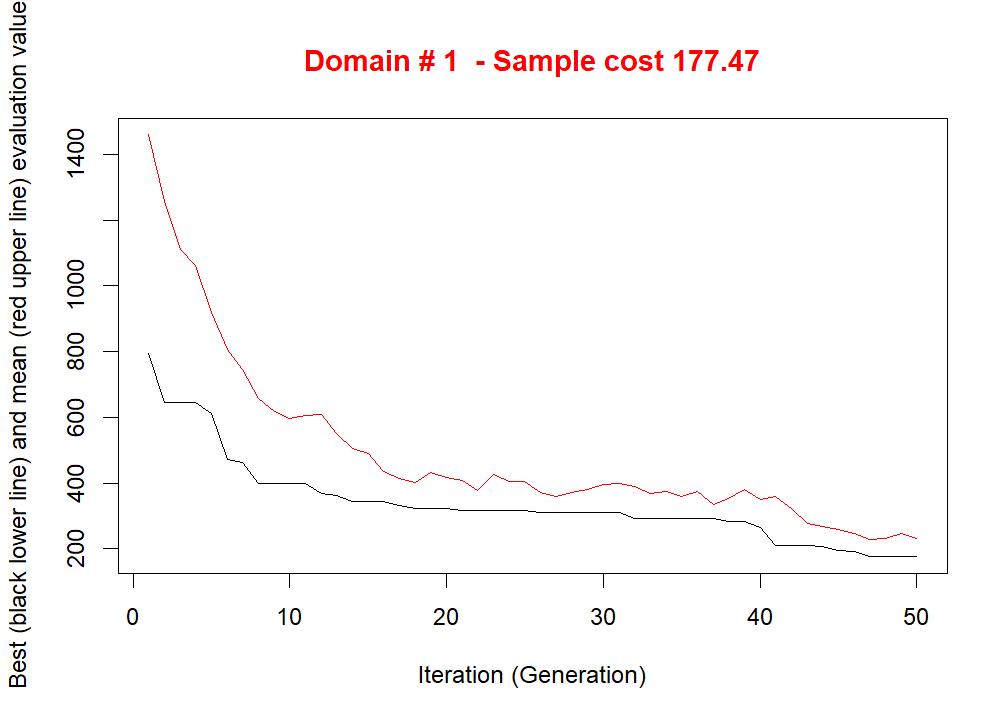 Domain # 1  - Sample cost 177.47
Best (black lower line) and mean (red upper line) evaluation value
1400
1000
800
600
400
200
0 10 20 30 40 50
Iteration (Generation)